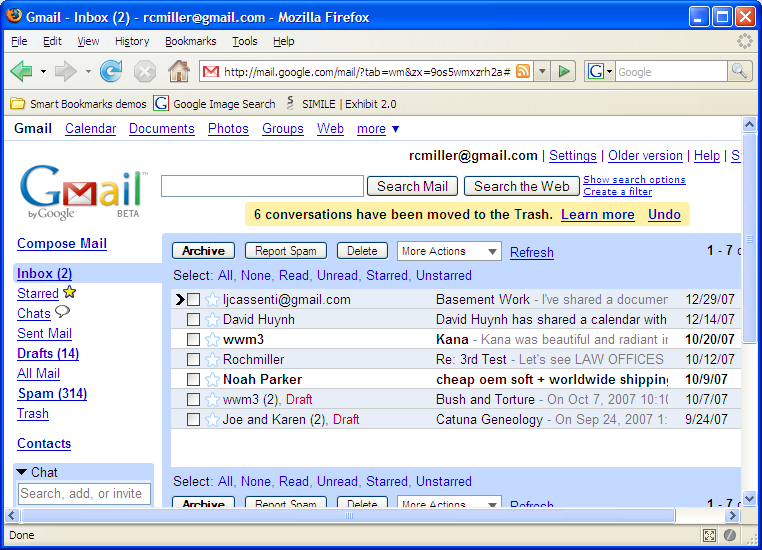 Gmail - Inbox (2) - rcmiller@gmail.com - Mozilla Firefox
File Edit View History Bookmarks Tools Help
http://mail.google.com/mail/?tab=wm&zx=9os5wmxzrh2a# Google
Smart Bookmarks demos Google Image Search SIMILE | Exhibit 2.0
Gmail Calendar Documents Photos Groups Web more ▼
rcmiller@gmail.com | Settings | Older version | Help | S
Gmail by Google BETA
Search Mail Search the Web Show search options
Create a filter
6 conversations have been moved to the Trash. Learn more Undo
Compose Mail
Inbox (2)
Starred
Chats
Sent Mail
Drafts (14)
All Mail
Spam (314)
Trash
Contacts
Chat
Search, add, or invite
Archive Report Spam Delete More Actions Refresh 1 - 7
Select: All, None, Read, Unread, Starred, Unstarred
ljcassenti@gmail.com Basement Work - I've shared a documen 12/29/07
David Huynh David Huynh has shared a calendar with 12/14/07
wwm3 Kana - Kana was beautiful and radiant i 10/20/07
Rochmiller Re: 3rd Test - Let's see LAW OFFICES 10/12/07
Noah Parker cheap oem soft + worldwide shipping 10/9/07
wwm3 (2), Draft Bush and Torture - On Oct 7, 2007 10:10 10/7/07
Joe and Karen (2), Draft Catuna Geneology - On Sep 24, 2007 1: 9/24/07
Select: All, None, Read, Unread, Starred, Unstarred
Archive Report Spam Delete More Actions Refresh 1 - 7
Done